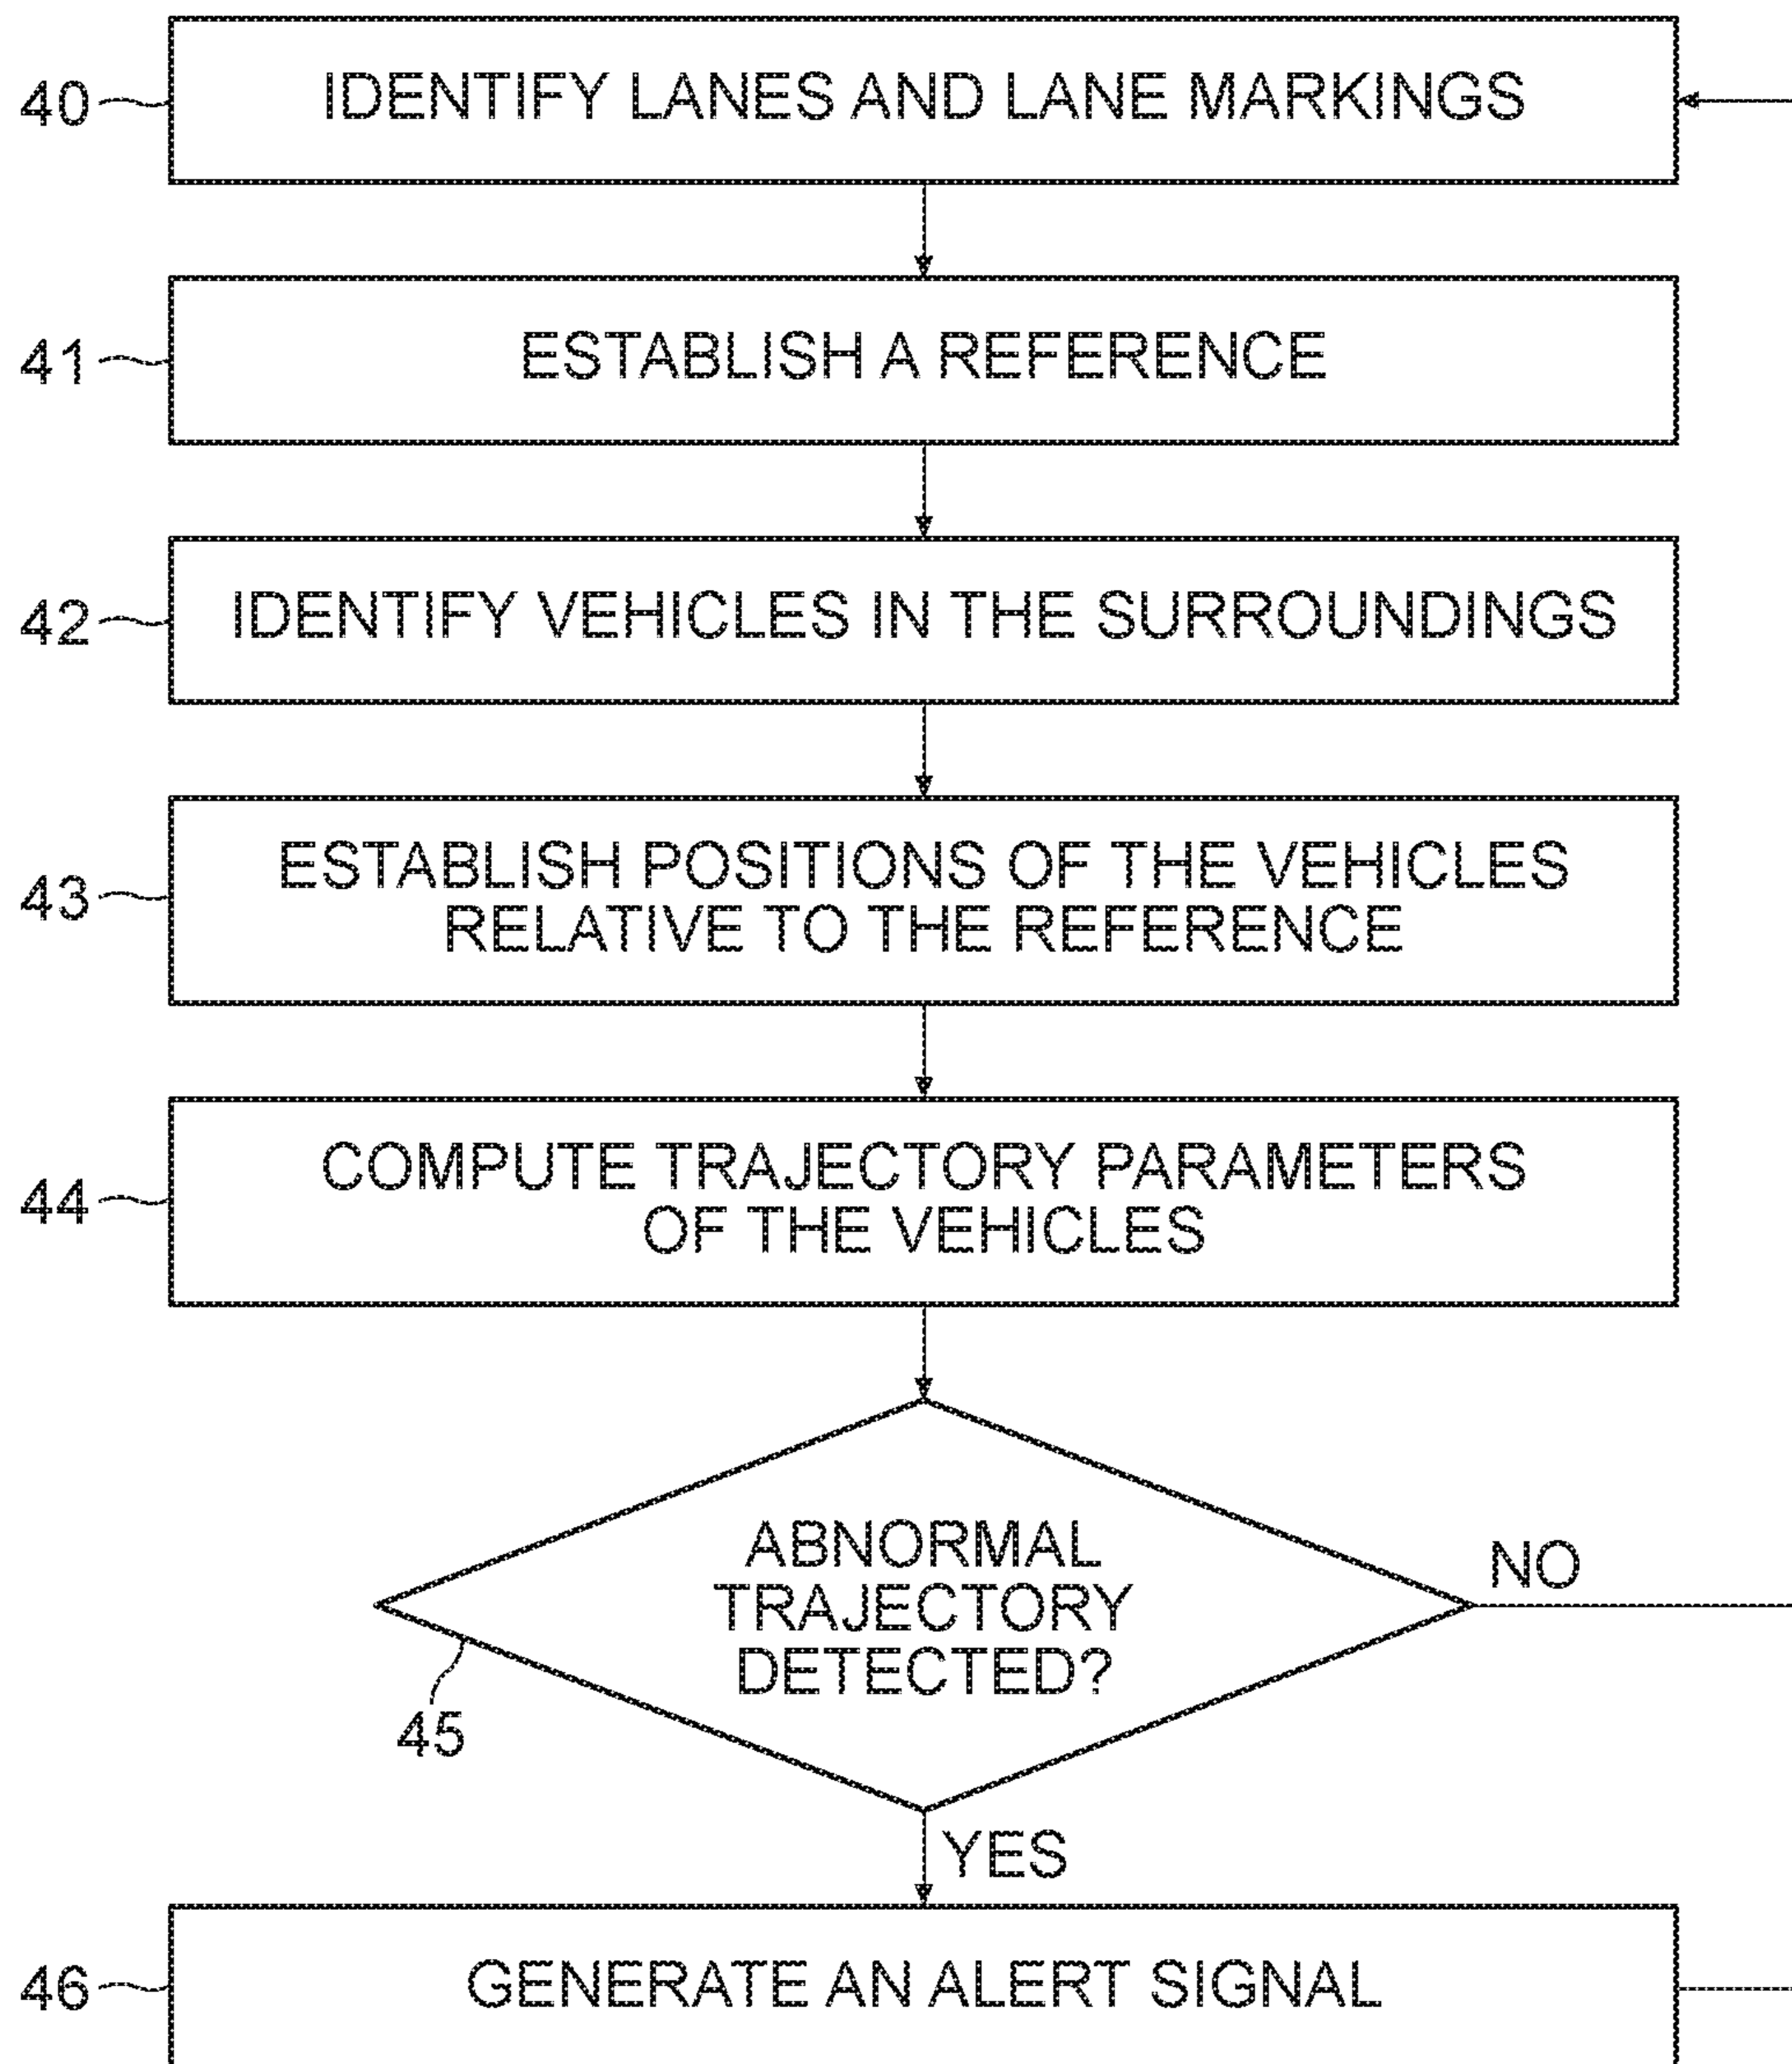 40
IDENTIFY LANES AND LANE MARKINGS
41
ESTABLISH A REFERENCE
42
IDENTIFY VEHICLES IN THE SURROUNDINGS
43
ESTABLISH POSITIONS OF THE VEHICLES
RELATIVE TO THE REFERENCE
44
COMPUTE TRAJECTORY PARAMETERS
OF THE VEHICLES
ABNORMAL
TRAJECTORY
DETECTED?
NO
45
YES
46
GENERATE AN ALERT SIGNAL